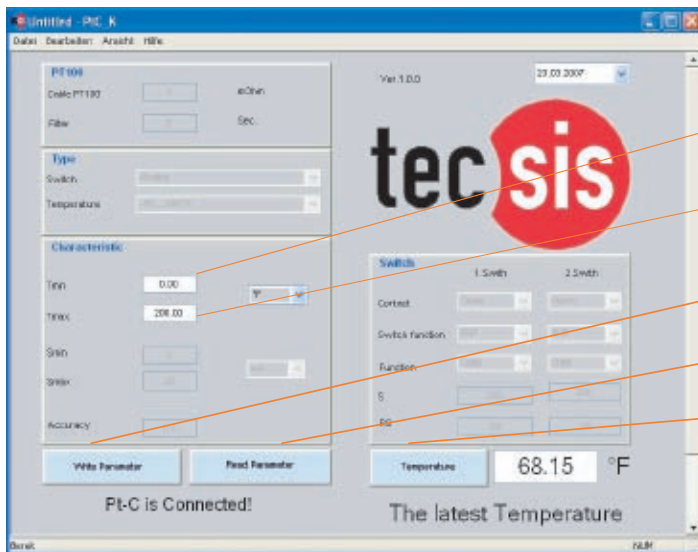 Untitled - PtC_K
Datei Bearbeiten Ansicht Hilfe
PT100
Cable PT100 mOhm
Filter Sec.
Ver 1.0.0 23.03.2007
tecsis
Type
Switch
Temperature
Characteristic
Tmin 0.00
Tmax 200.00 °F
Smin
Smax
Accuracy
Switch
1.Swith 2.Swith
Contact
Switch function
Function
S
RS
Write Parameter Read Parameter
Temperature 68.15 °F
Pt-C is Connected!
The latest Temperature
Bereit NUM